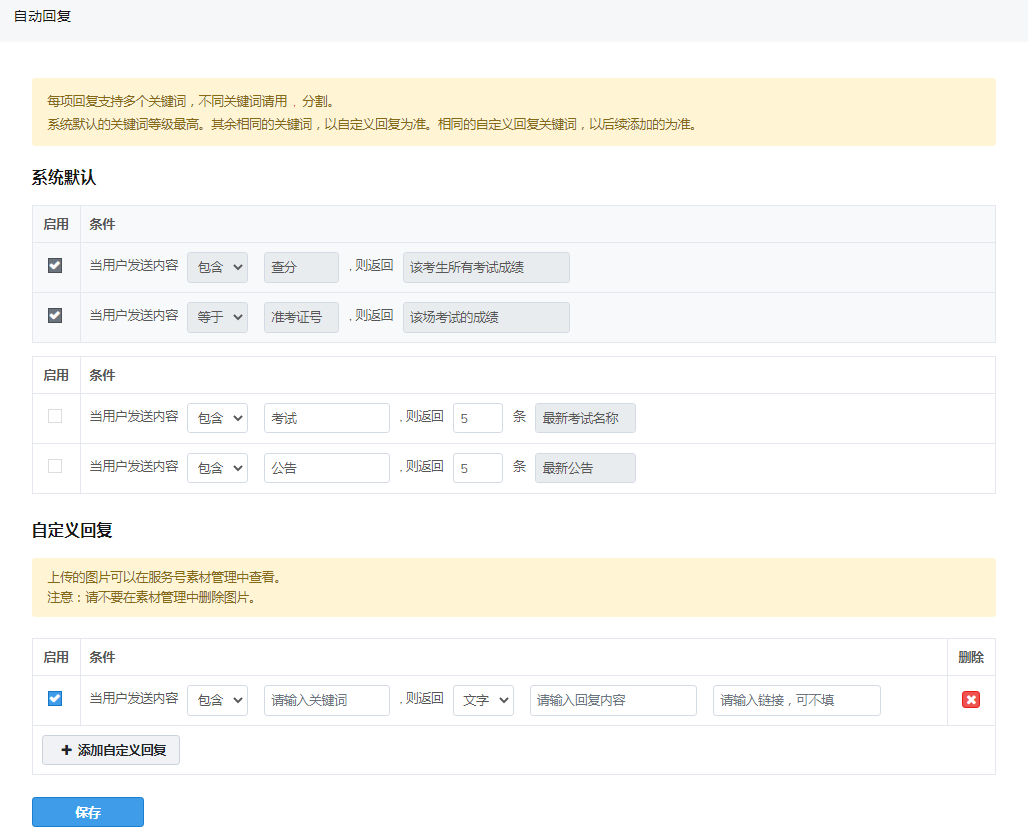 自动回复
每项回复支持多个关键词，不同关键词请用 , 分割。
系统默认的关键词等级最高。其余相同的关键词，以自定义回复为准。相同的自定义回复关键词，以后续添加的为准。
系统默认
启用 条件
当用户发送内容 包含 查分 , 则返回 该考生所有考试成绩
当用户发送内容 等于 准考证号 , 则返回 该场考试的成绩
启用 条件
当用户发送内容 包含 考试 , 则返回 5 条 最新考试名称
当用户发送内容 包含 公告 , 则返回 5 条 最新公告
自定义回复
上传的图片可以在服务号素材管理中查看。
注意：请不要在素材管理中删除图片。
启用 条件 删除
当用户发送内容 包含 请输入关键词 , 则返回 文字 请输入回复内容 请输入链接，可不填
添加自定义回复
保存